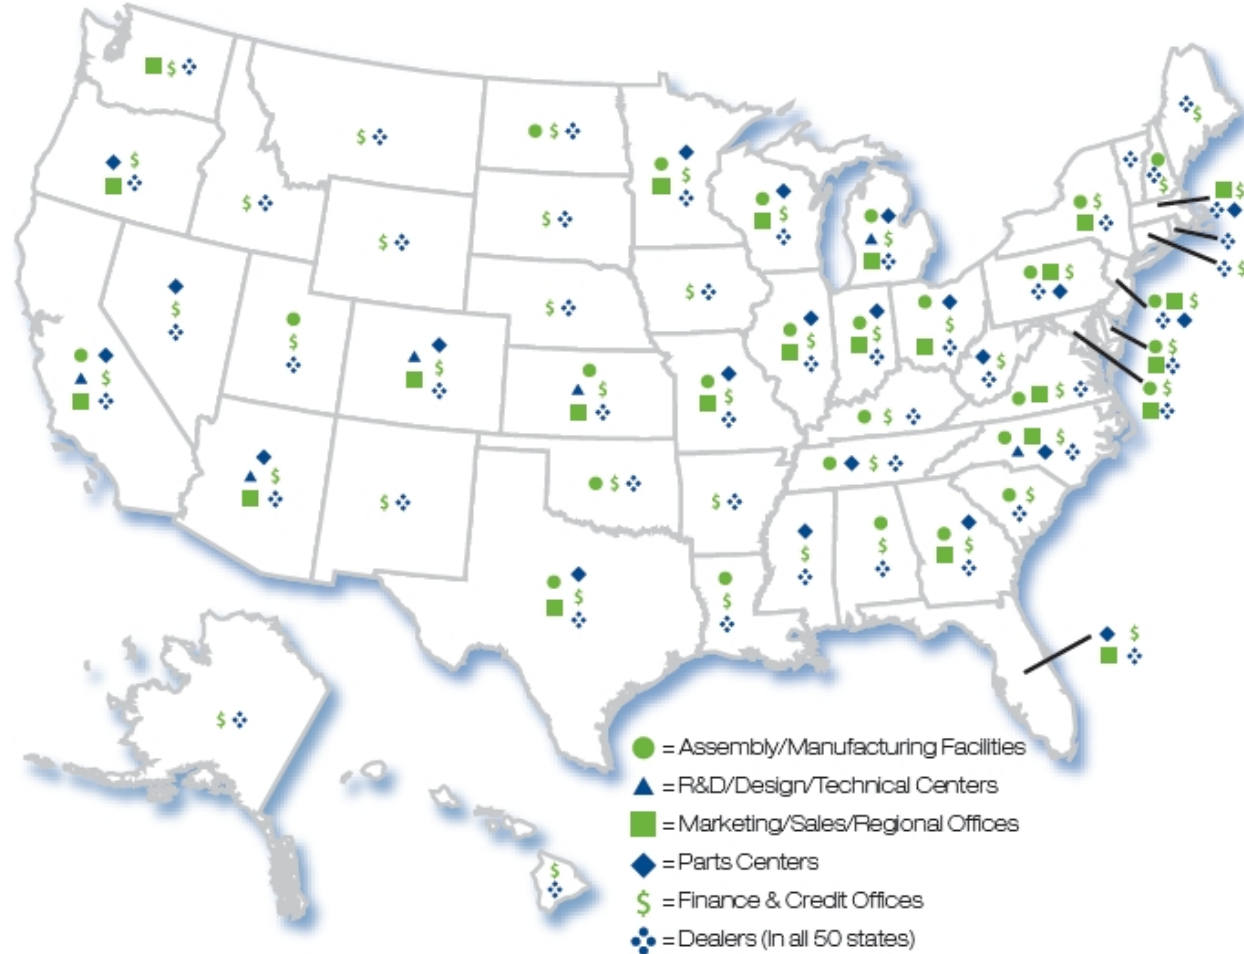 = Assembly/Manufacturing Facilities
= R&D/Design/Technical Centers
= Marketing/Sales/Regional Offices
= Parts Centers
$ = Finance & Credit Offices
= Dealers (In all 50 states)